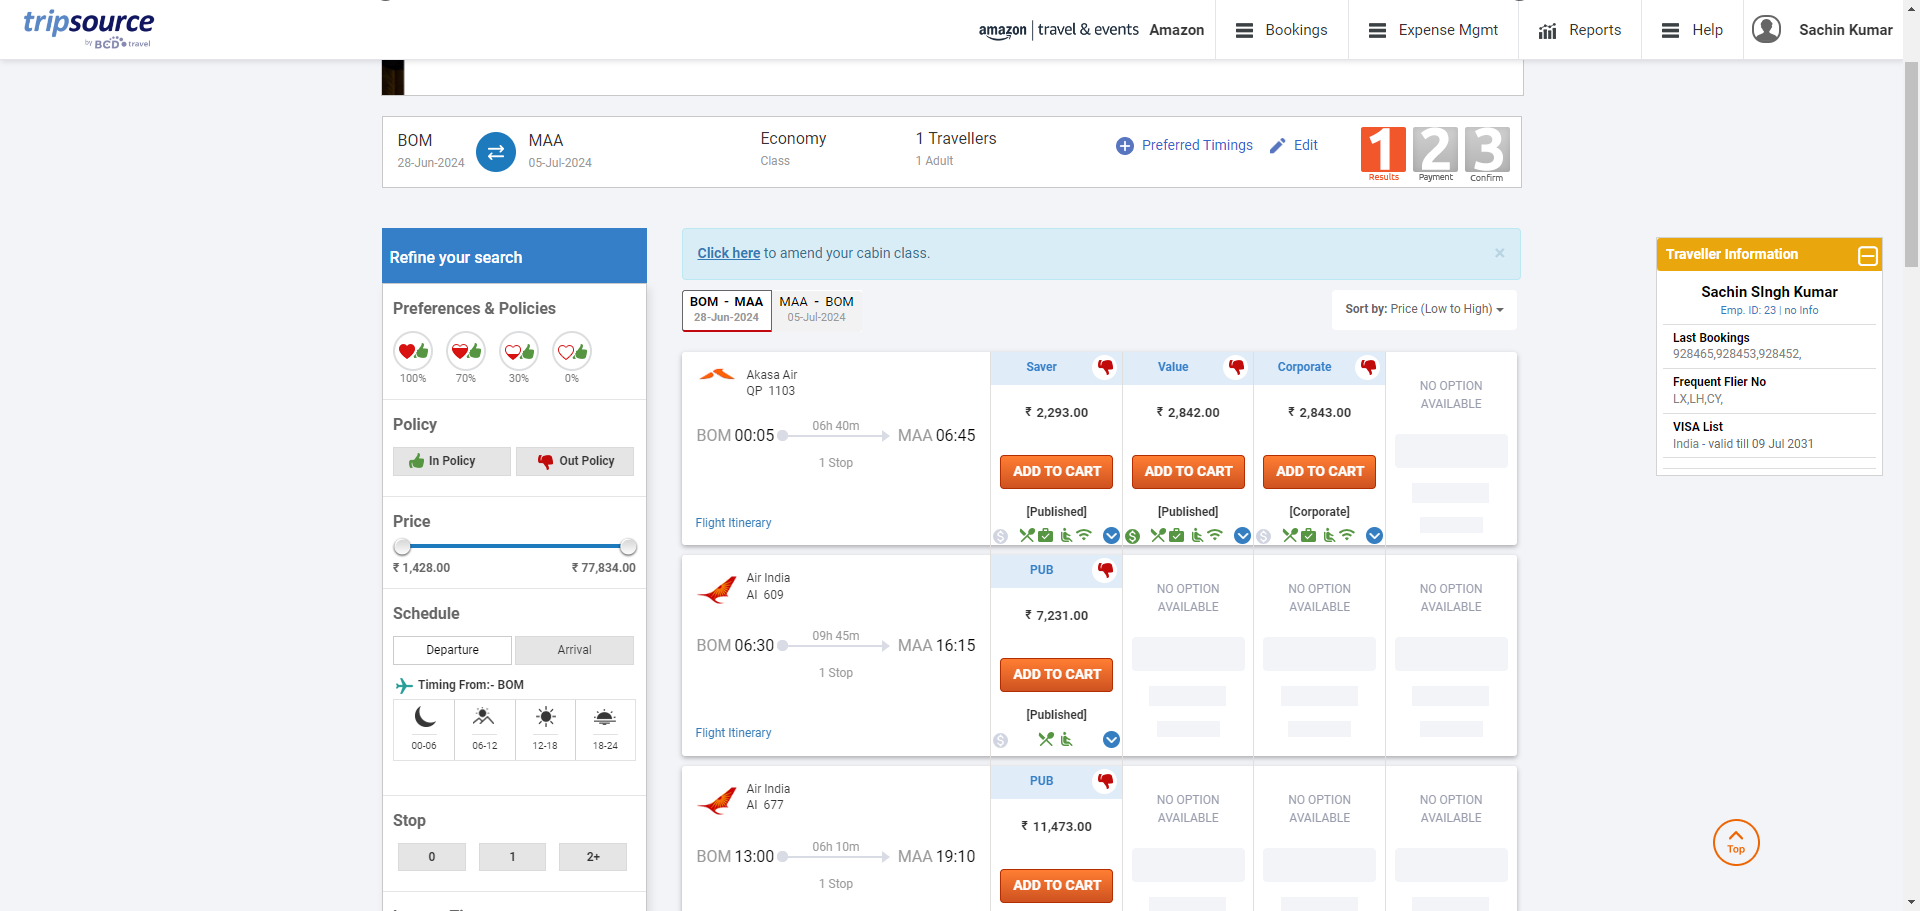 tripsource
by BCD travel
amazon travel & events Amazon
Bookings
Expense Mgmt
Reports
Help
Sachin Kumar
BOM
28-Jun-2024
MAA
05-Jul-2024
Economy
Class
1 Travellers
1 Adult
Preferred Timings
Edit
1
Results
2
Payment
3
Confirm
Refine your search
Preferences & Policies
100%
70%
30%
0%
Policy
In Policy
Out Policy
Price
₹ 1,428.00
₹ 77,834.00
Schedule
Departure
Arrival
Timing From:- BOM
00-06
06-12
12-18
18-24
Stop
0
1
2+
Click here to amend your cabin class.
×
BOM - MAA
28-Jun-2024
MAA - BOM
05-Jul-2024
Sort by: Price (Low to High)
Akasa Air
QP 1103
BOM 00:05
06h 40m
1 Stop
MAA 06:45
Flight Itinerary
Saver
₹ 2,293.00
ADD TO CART
[Published]
Value
₹ 2,842.00
ADD TO CART
[Published]
Corporate
₹ 2,843.00
ADD TO CART
[Corporate]
NO OPTION
AVAILABLE
Air India
AI 609
BOM 06:30
09h 45m
1 Stop
MAA 16:15
Flight Itinerary
PUB
₹ 7,231.00
ADD TO CART
[Published]
NO OPTION
AVAILABLE
NO OPTION
AVAILABLE
NO OPTION
AVAILABLE
Air India
AI 677
BOM 13:00
06h 10m
1 Stop
MAA 19:10
PUB
₹ 11,473.00
ADD TO CART
NO OPTION
AVAILABLE
NO OPTION
AVAILABLE
NO OPTION
AVAILABLE
Traveller Information
Sachin SIngh Kumar
Emp. ID: 23 | no Info
Last Bookings
928465,928453,928452,
Frequent Flier No
LX,LH,CY,
VISA List
India - valid till 09 Jul 2031
Top